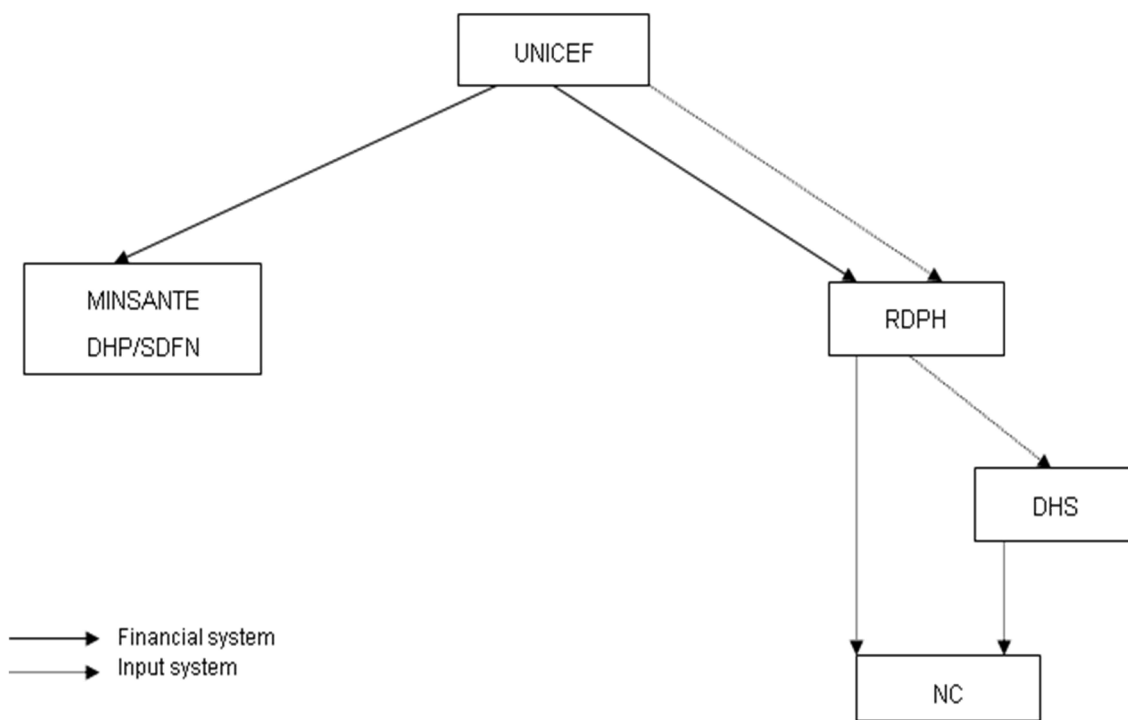 UNICEF
MINSANTE
DHP/SDFN
RDPH
DHS
Financial system
Input system
NC